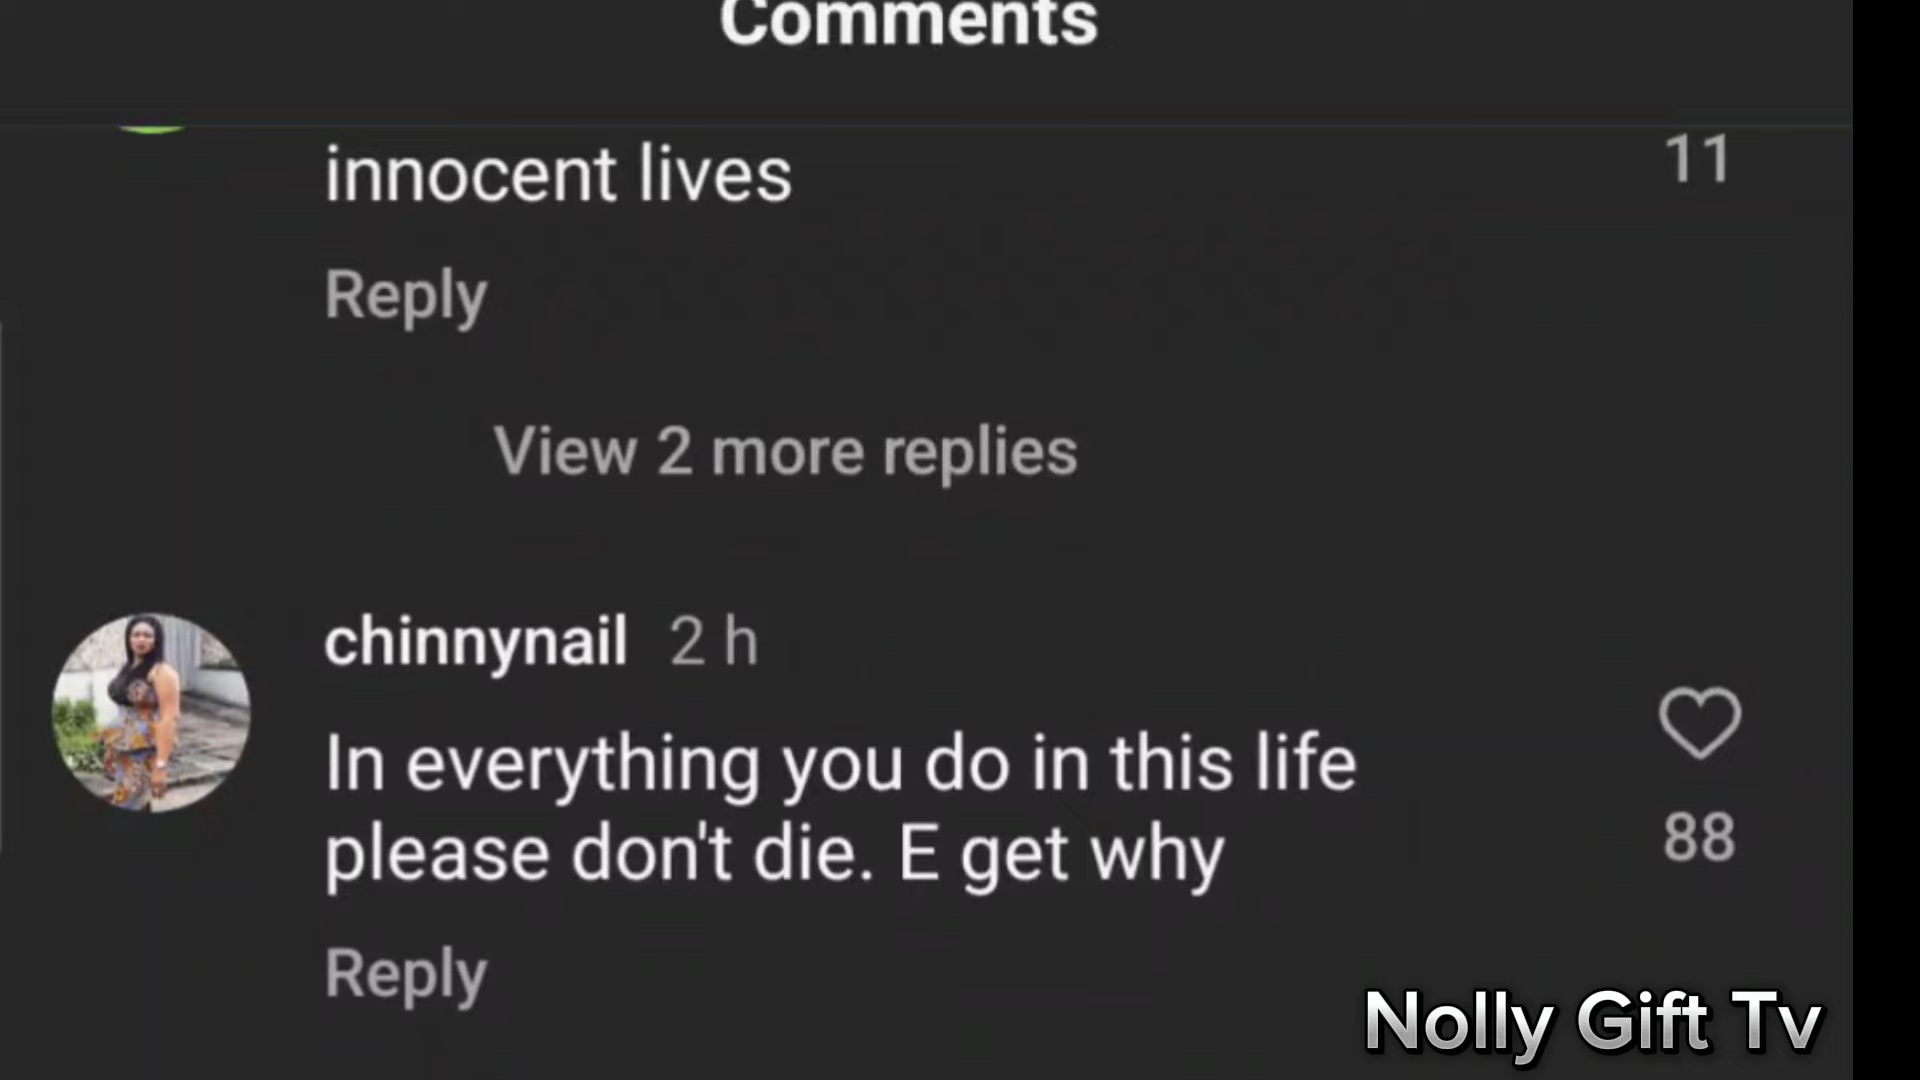 Comments
innocent lives
11
Reply
View 2 more replies
chinnynail 2 h
In everything you do in this life
please don't die. E get why
88
Reply
Nolly Gift Tv